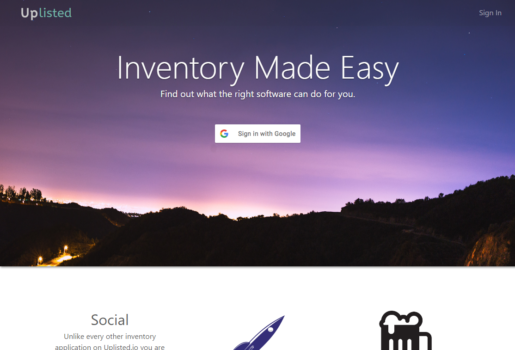 Uplisted
Sign In
Inventory Made Easy
Find out what the right software can do for you.
Sign in with Google
Social
Unlike every other inventory
application on Uplisted.io you are